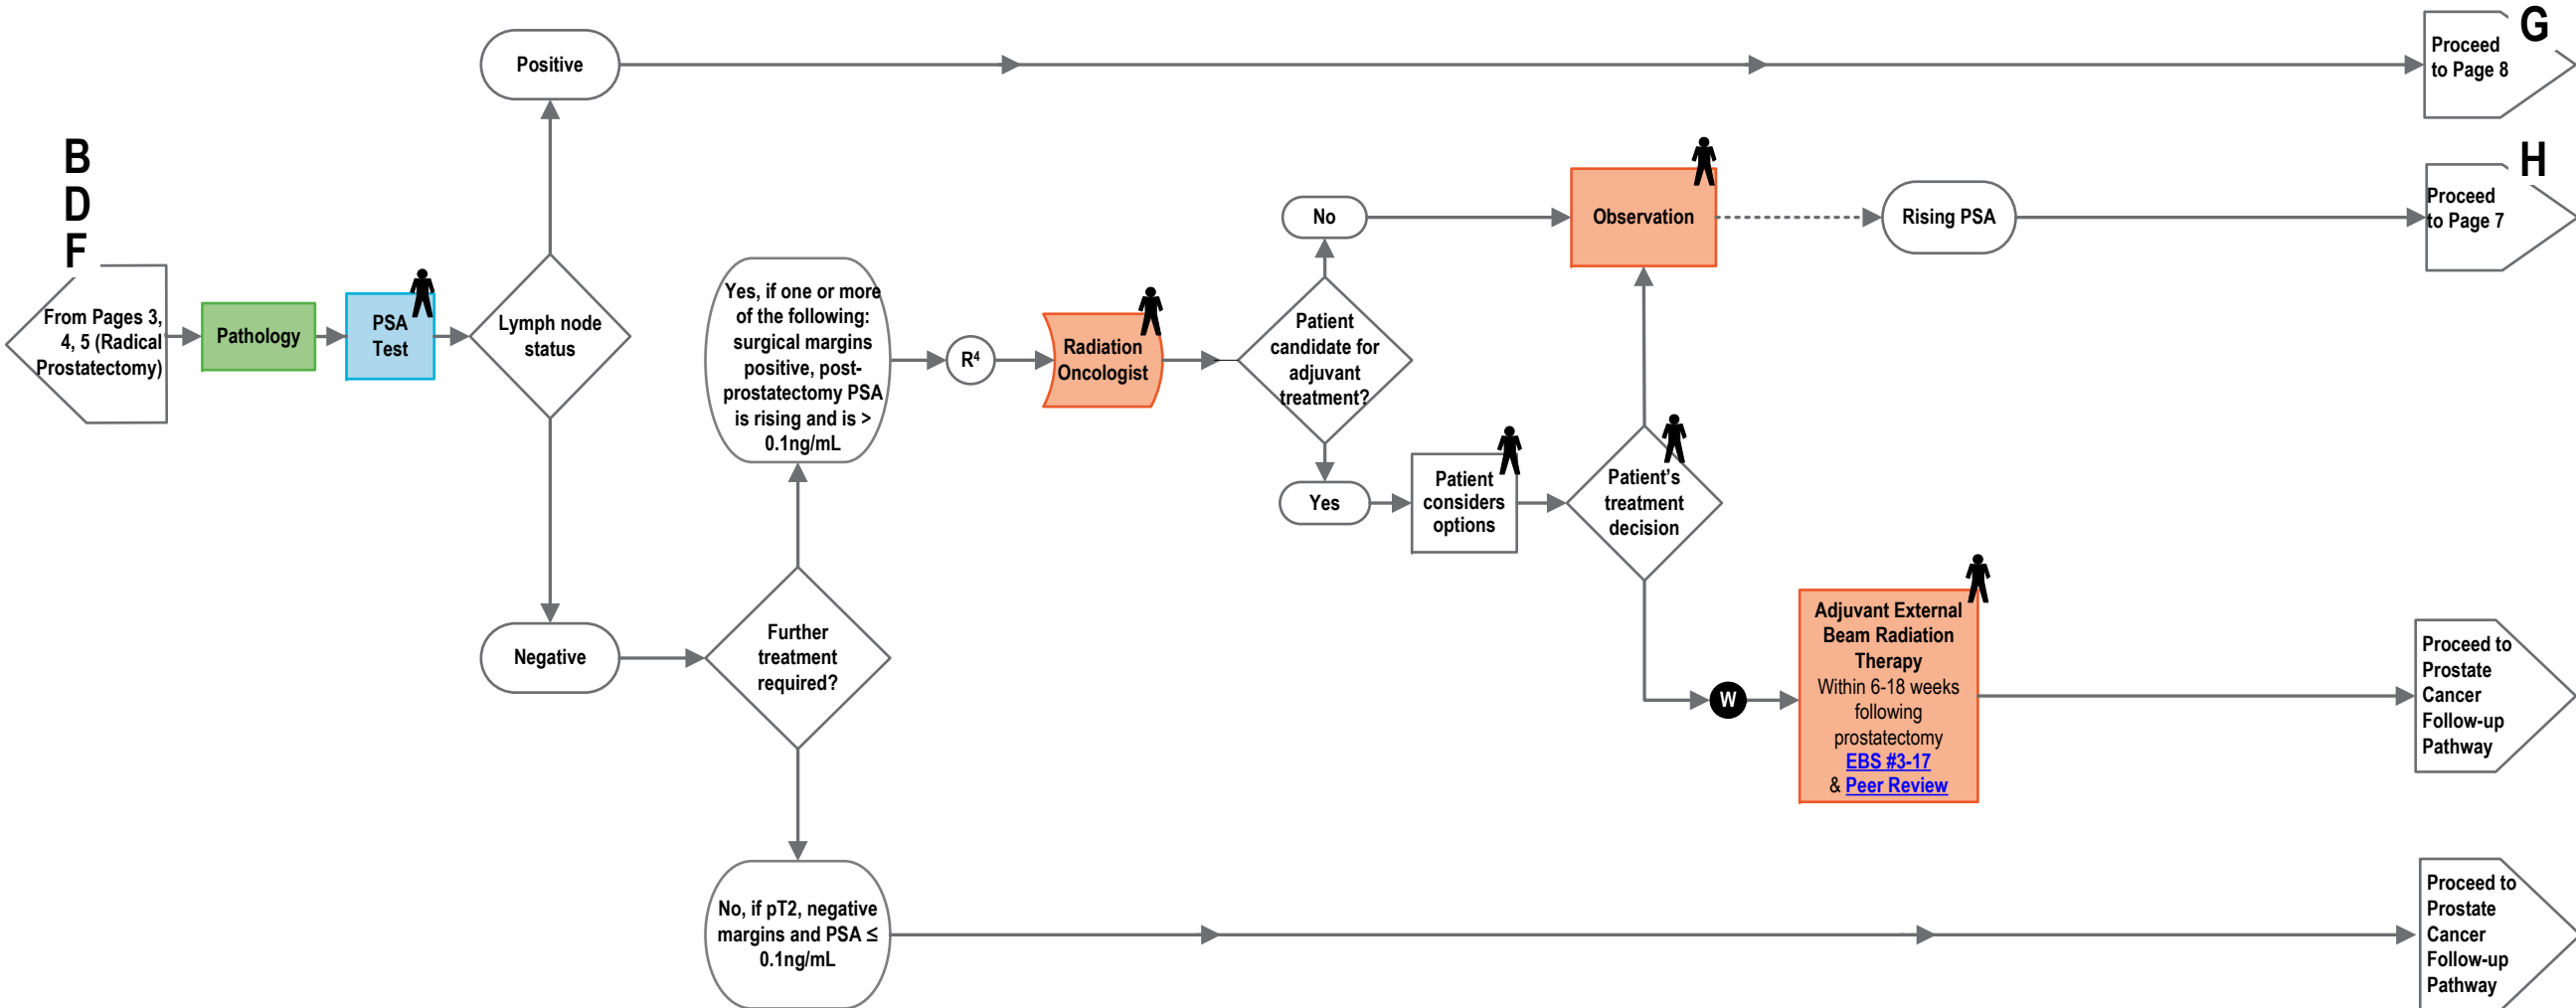 G
Positive
Proceed
to Page 8
B
D
F
H
No
Observation
Rising PSA
Proceed
to Page 7
From Pages 3,
4, 5 (Radical
Prostatectomy)
Pathology
PSA
Test
Lymph node
status
Yes, if one or more
of the following:
surgical margins
positive, post-
prostatectomy PSA
is rising and is >
0.1ng/mL
R⁴
Radiation
Oncologist
Patient
candidate for
adjuvant
treatment?
Yes
Patient
considers
options
Patient’s
treatment
decision
Negative
Further
treatment
required?
W
Adjuvant External
Beam Radiation
Therapy
Within 6-18 weeks
following
prostatectomy
EBS #3-17
& Peer Review
Proceed to
Prostate
Cancer
Follow-up
Pathway
No, if pT2, negative
margins and PSA ≤
0.1ng/mL
Proceed to
Prostate
Cancer
Follow-up
Pathway